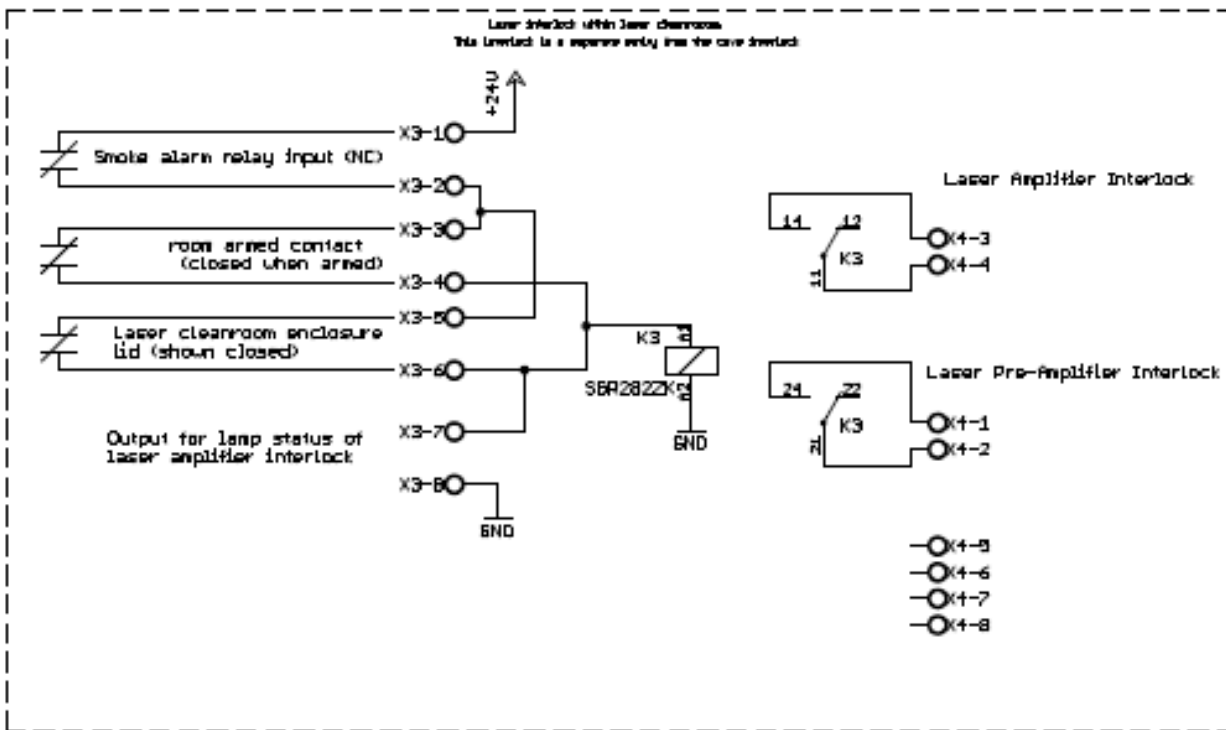 Laser interlock within laser cleanroom
This interlock is a separate entity from the cave interlock
+24V
X3-1
Smoke alarm relay input (NC)
X3-2
X3-3
room armed contact
(closed when armed)
X3-4
X3-5
Laser cleanroom enclosure
lid (shown closed)
X3-6
Output for lamp status of
laser amplifier interlock
X3-7
X3-8
GND
K3
A1
SGR282ZK
A2
GND
Laser Amplifier Interlock
14
12
K3
11
X4-3
X4-4
Laser Pre-Amplifier Interlock
24
22
K3
21
X4-1
X4-2
X4-5
X4-6
X4-7
X4-8